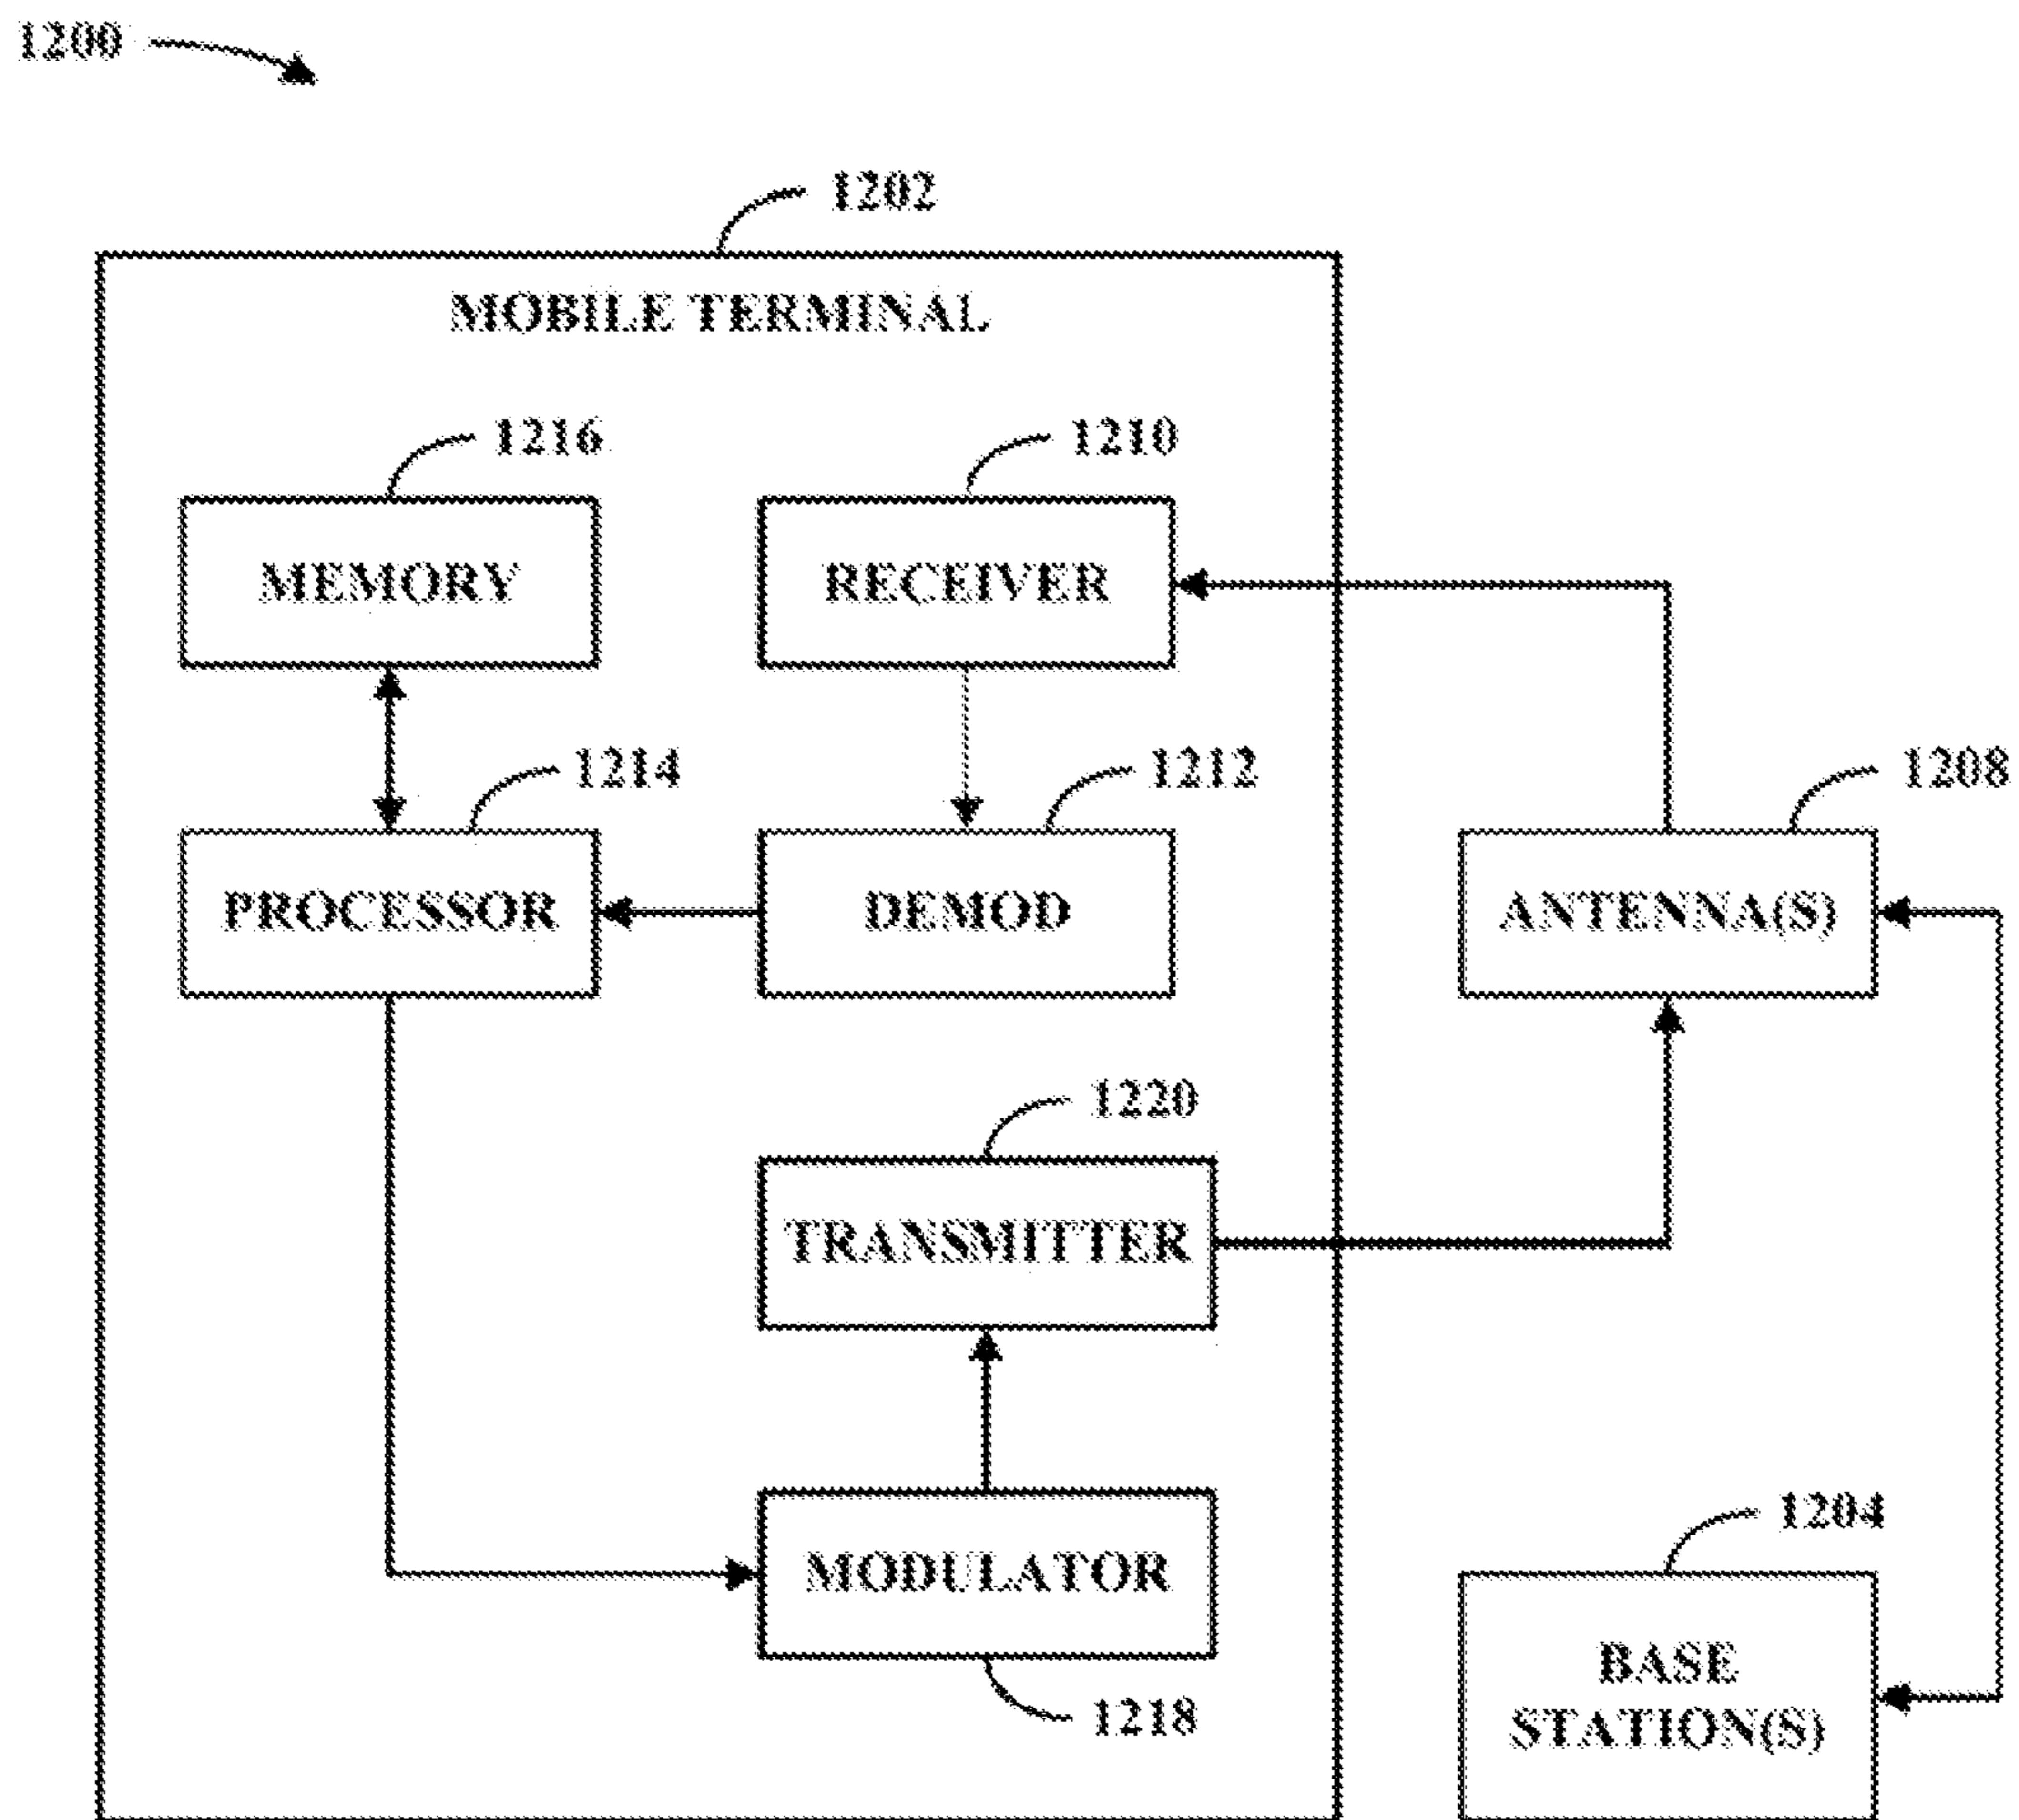 1200
1202
MOBILE TERMINAL
1216
1210
MEMORY
RECEIVER
1214
1212
1208
PROCESSOR
DEMOD
ANTENNA(S)
1220
TRANSMITTER
1204
MODULATOR
BASE
STATION(S)
1218